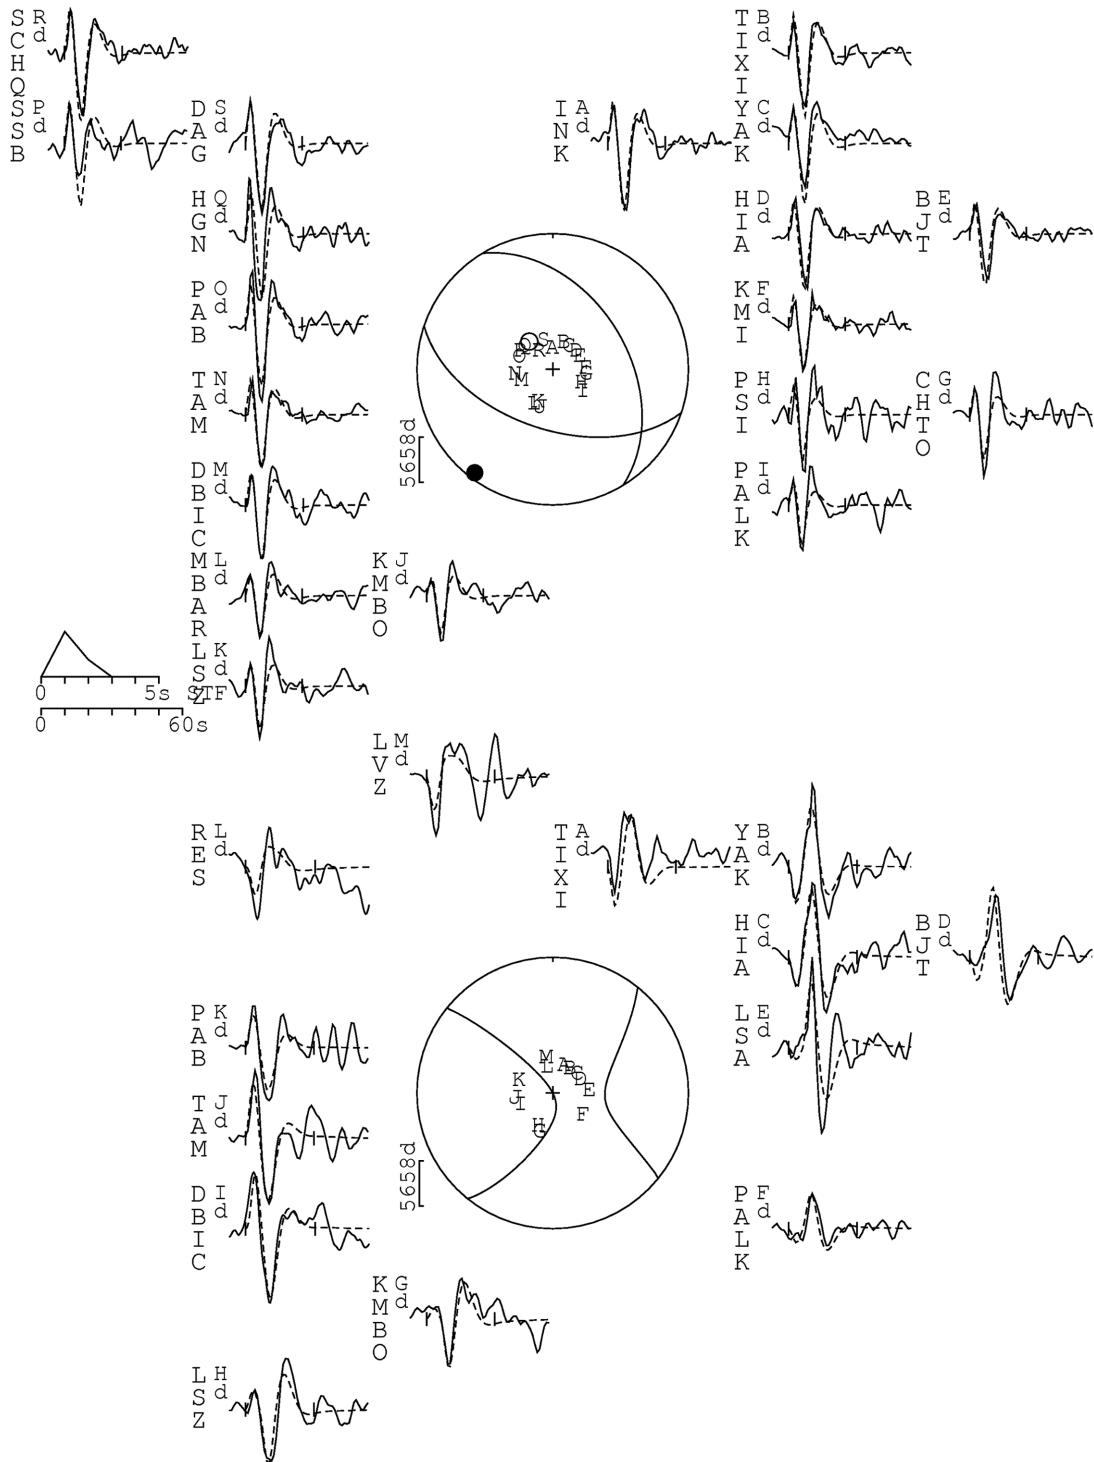 SCHQ R d
TIXI B d
SSB P d
DAG S d
INK A d
YAK C d
HGN Q d
HIA D d
BJT E d
PAB O d
KMI F d
TAM N d
PSI H d
CHTO G d
5658d
DBIC M d
PALK I d
MBAR L d
KMBO J d
LSZ K d
0 5s STF
0 60s
LVZ M d
RES L d
TIXI A d
YAK B d
HIA C d
BJT D d
PAB K d
LSA E d
TAM J d
5658d
DBIC I d
PALK F d
KMBO G d
LSZ H d